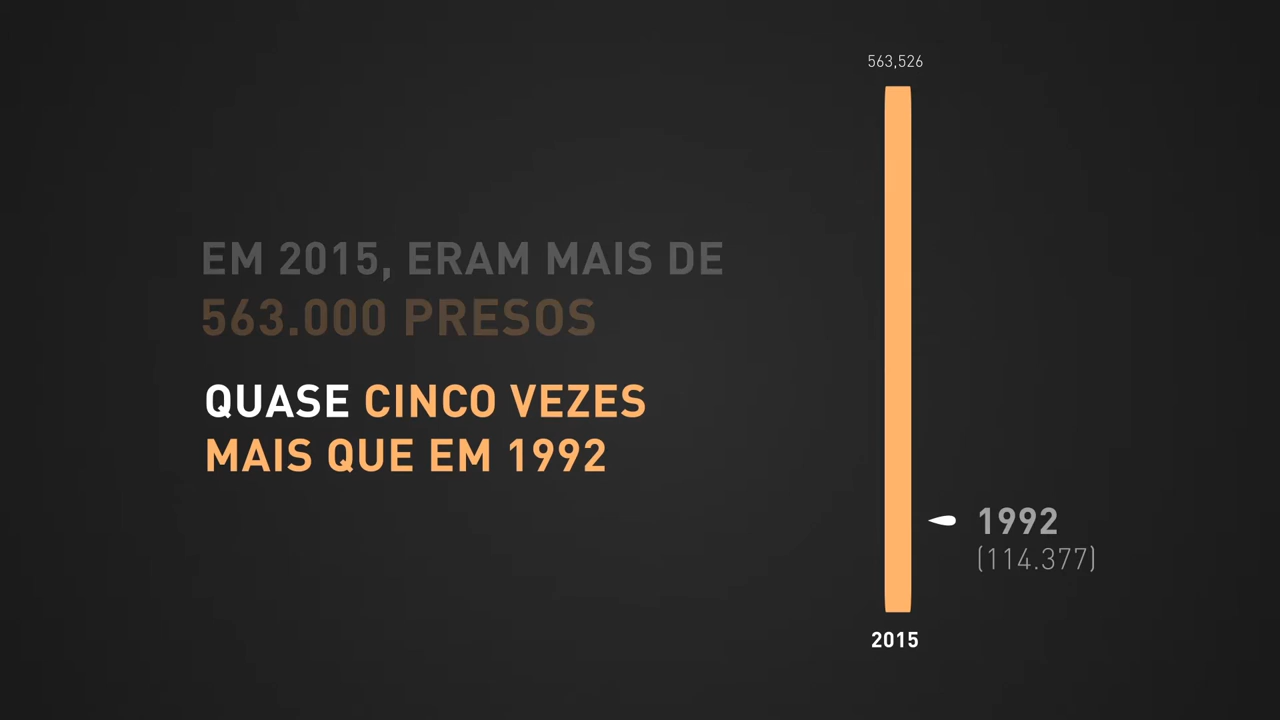 EM 2015, ERAM MAIS DE
563.000 PRESOS
QUASE CINCO VEZES
MAIS QUE EM 1992
563,526
1992
(114.377)
2015